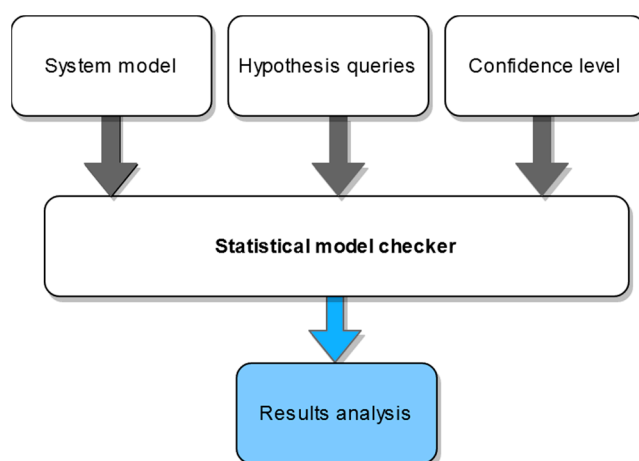 System model
Hypothesis queries
Confidence level
Statistical model checker
Results analysis